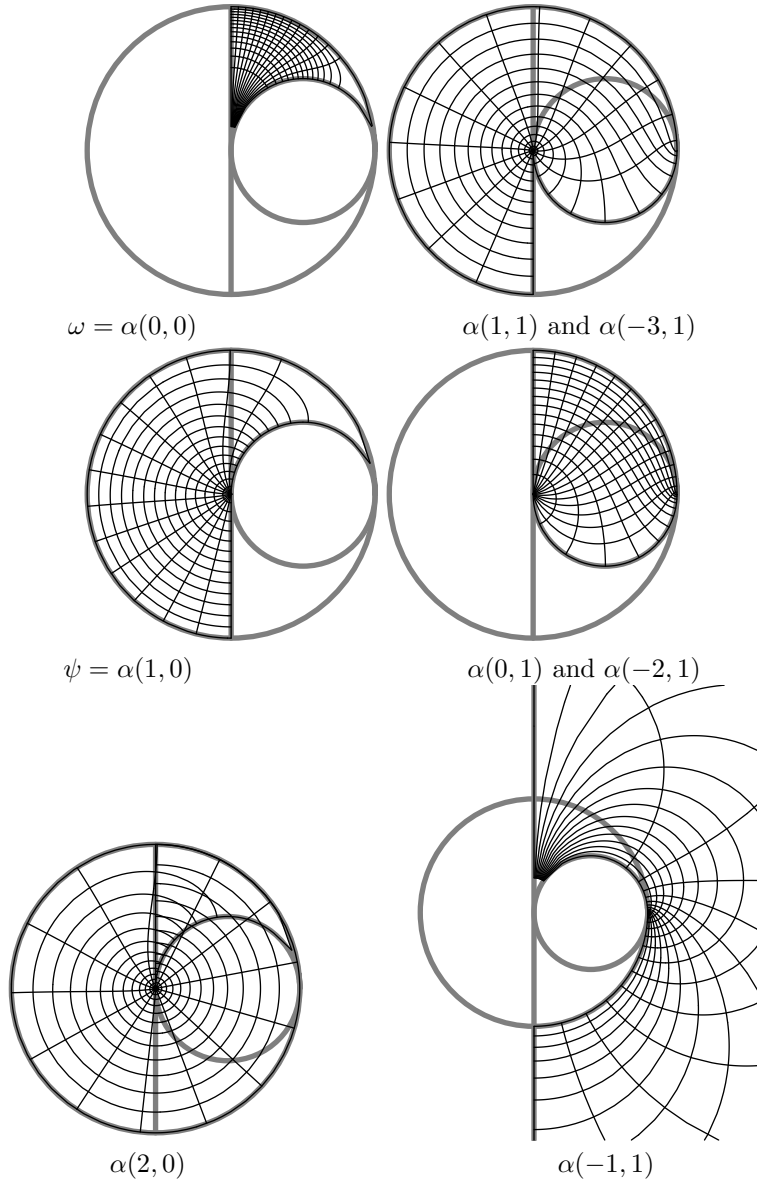 ω = α(0, 0)
α(1, 1) and α(−3, 1)
ψ = α(1, 0)
α(0, 1) and α(−2, 1)
α(2, 0)
α(−1, 1)